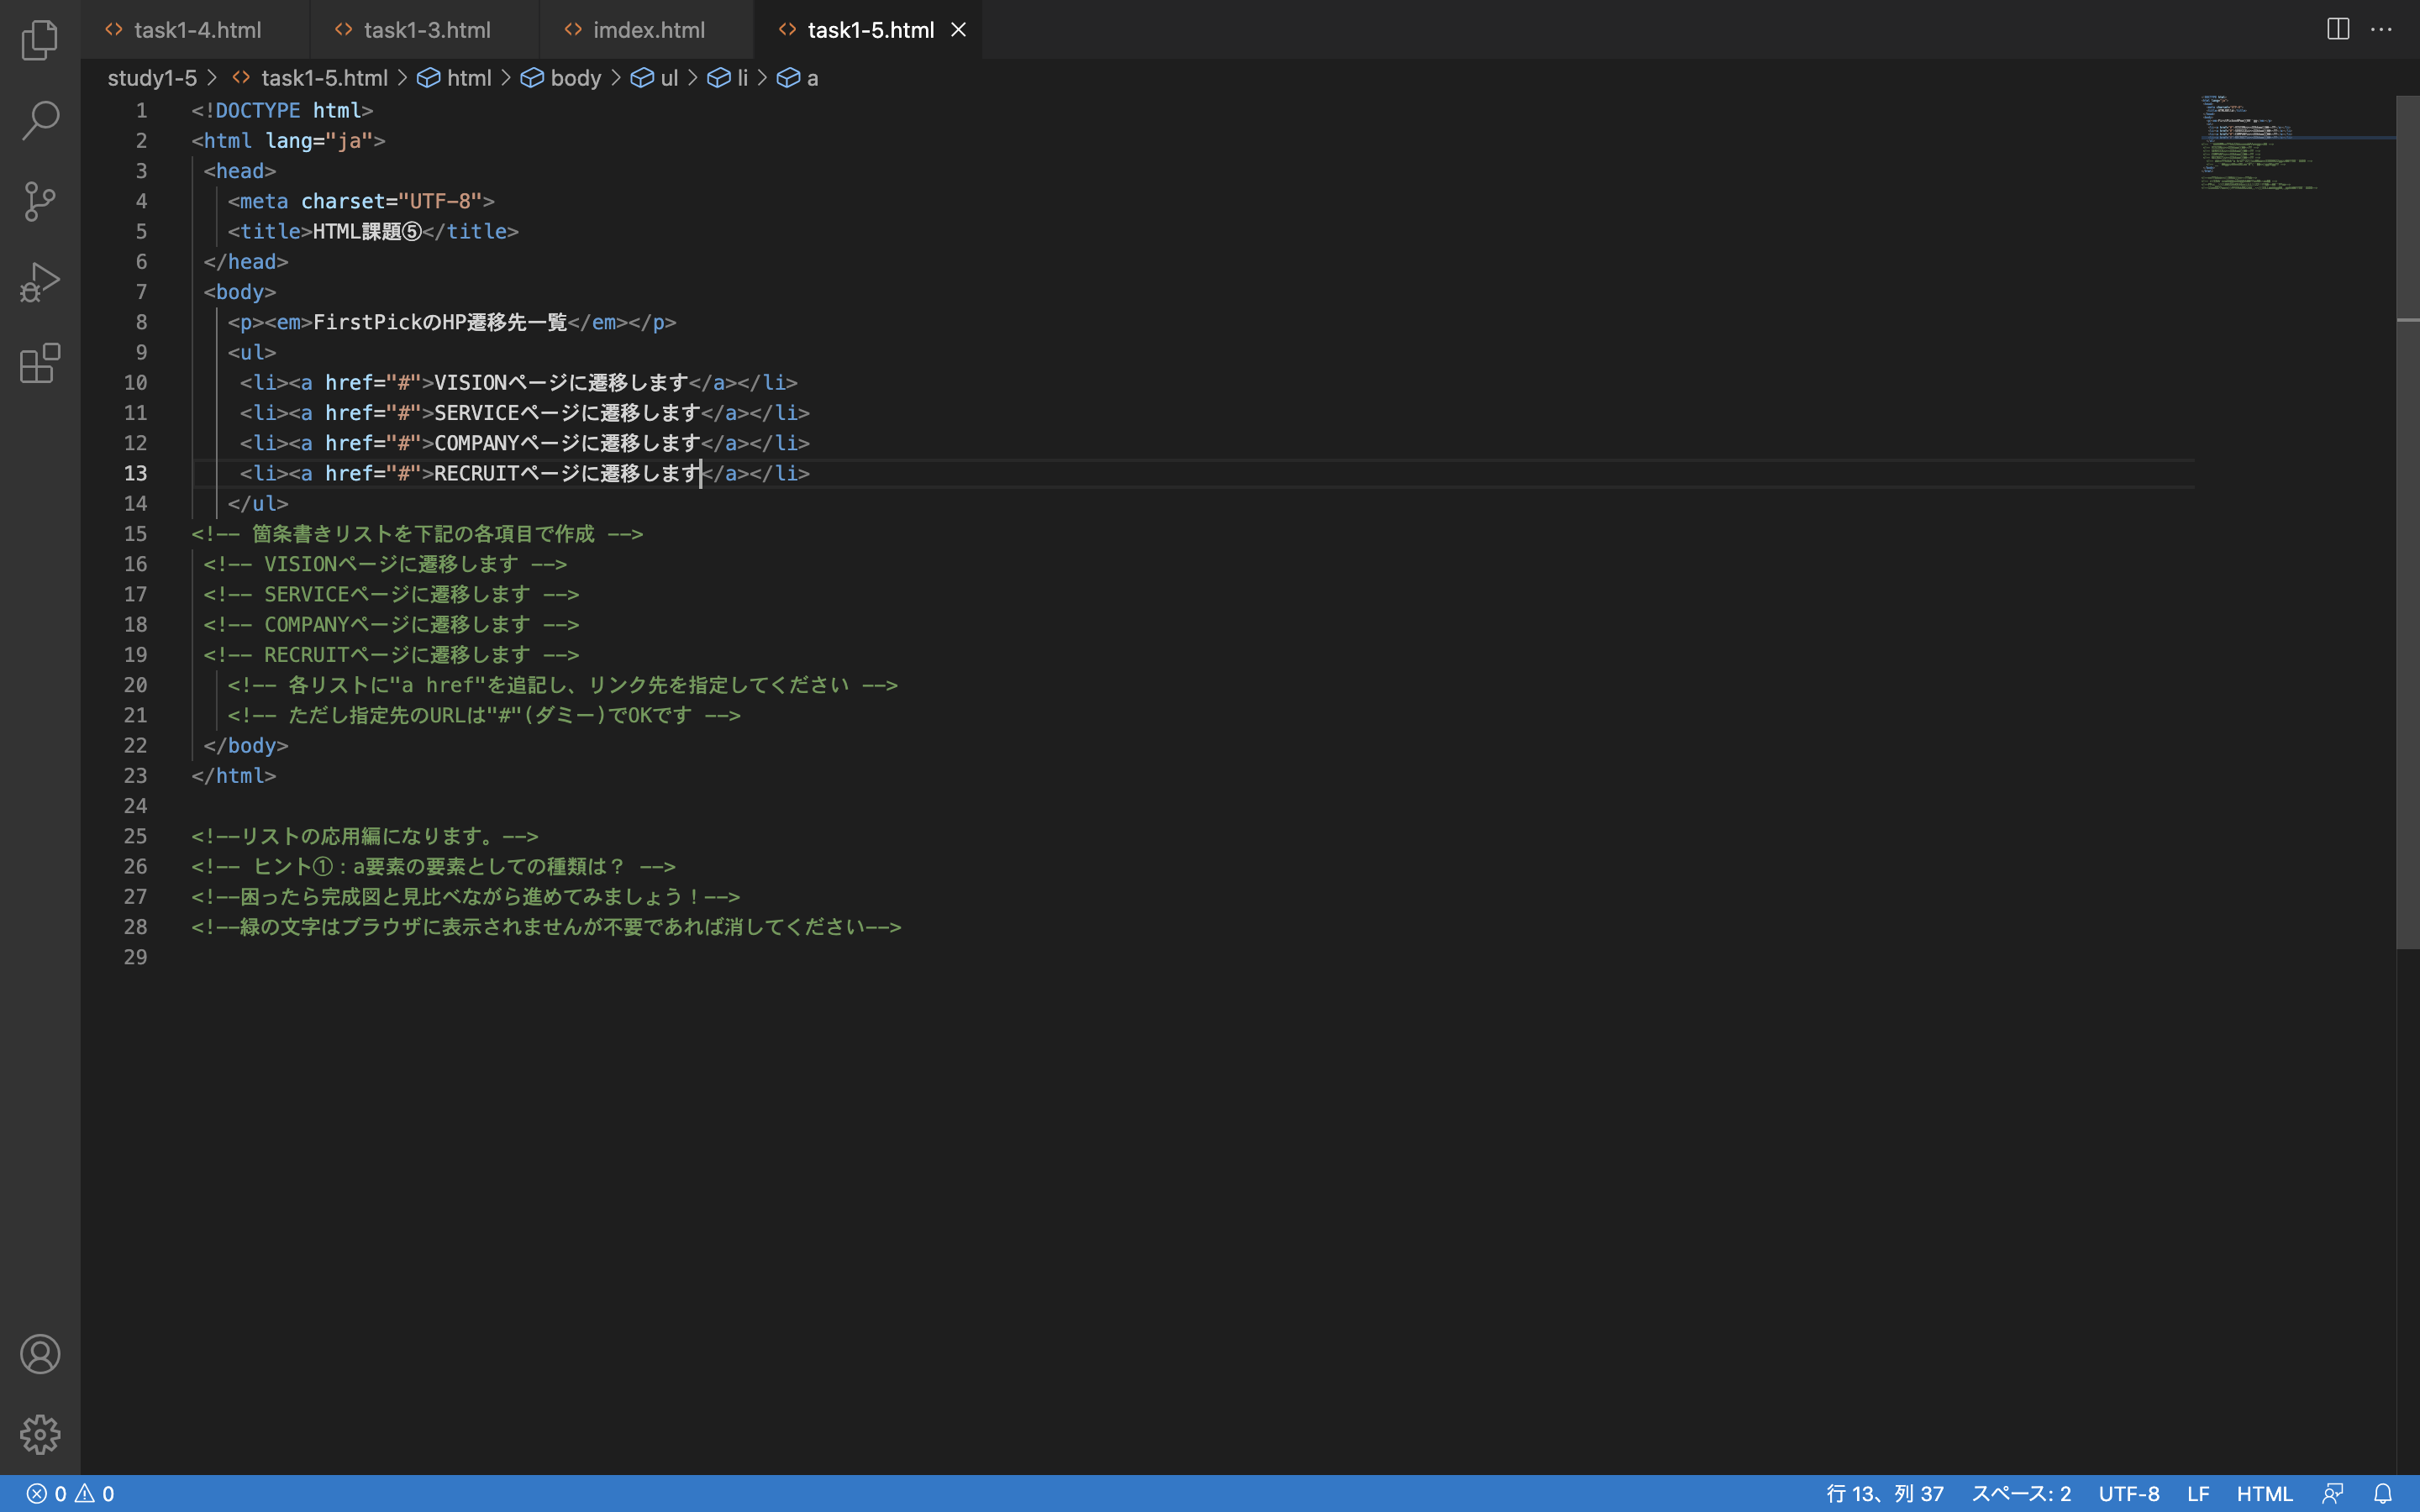 task1-4.html task1-3.html imdex.html task1-5.html
study1-5 > task1-5.html > html > body > ul > li > a
1 <!DOCTYPE html>
2 <html lang="ja">
3 <head>
4 <meta charset="UTF-8">
5 <title>HTML課題⑤</title>
6 </head>
7 <body>
8 <p><em>FirstPickのHP遷移先一覧</em></p>
9 <ul>
10 <li><a href="#">VISIONページに遷移します</a></li>
11 <li><a href="#">SERVICEページに遷移します</a></li>
12 <li><a href="#">COMPANYページに遷移します</a></li>
13 <li><a href="#">RECRUITページに遷移します</a></li>
14 </ul>
15 <!-- 箇条書きリストを下記の各項目で作成 -->
16 <!-- VISIONページに遷移します -->
17 <!-- SERVICEページに遷移します -->
18 <!-- COMPANYページに遷移します -->
19 <!-- RECRUITページに遷移します -->
20 <!-- 各リストに"a href"を追記し、リンク先を指定してください -->
21 <!-- ただし指定先のURLは"#"(ダミー)でOKです -->
22 </body>
23 </html>
24
25 <!--リストの応用編になります。-->
26 <!-- ヒント①：a要素の要素としての種類は？ -->
27 <!--困ったら完成図と見比べながら進めてみましょう！-->
28 <!--緑の文字はブラウザに表示されませんが不要であれば消してください-->
29
0 0 行 13、列 37 スペース: 2 UTF-8 LF HTML